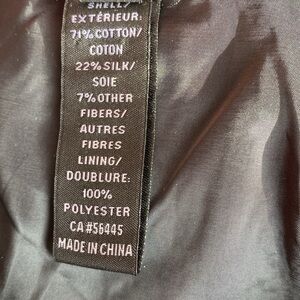 SHELL/
EXTÉRIEUR:
71% COTTON/
COTON
22% SILK/
SOIE
7% OTHER
FIBERS/
AUTRES
FIBRES
LINING/
DOUBLURE:
100%
POLYESTER
CA#56445
MADE IN CHINA